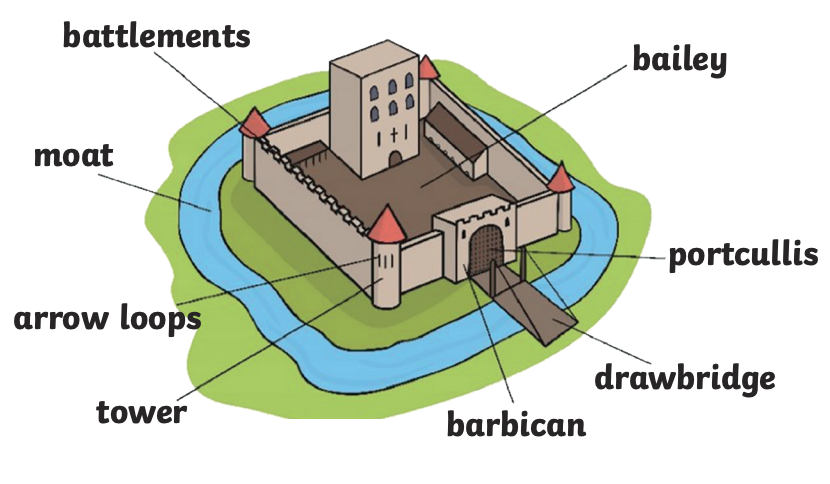 battlements
bailey
moat
portcullis
arrow loops
drawbridge
tower
barbican